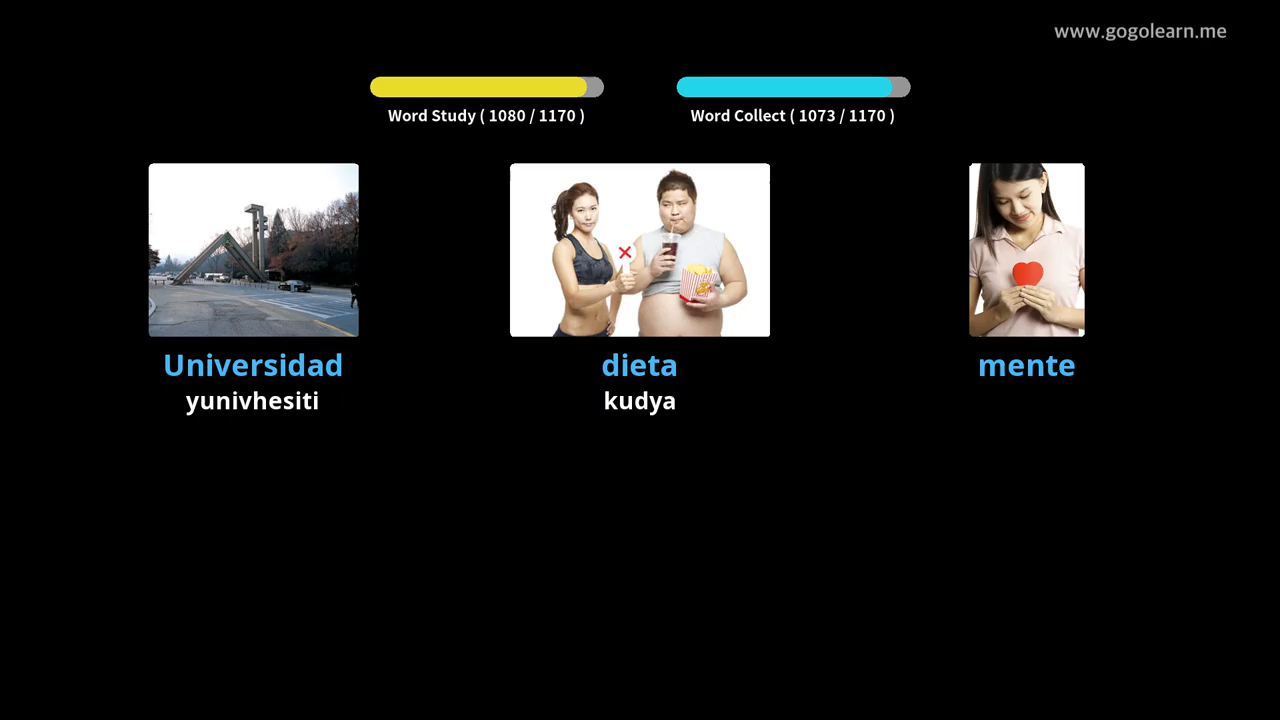 www.gogolearn.me
Word Study ( 1080 / 1170 )
Word Collect ( 1073 / 1170 )
Universidad
yunivhesiti
dieta
kudya
mente